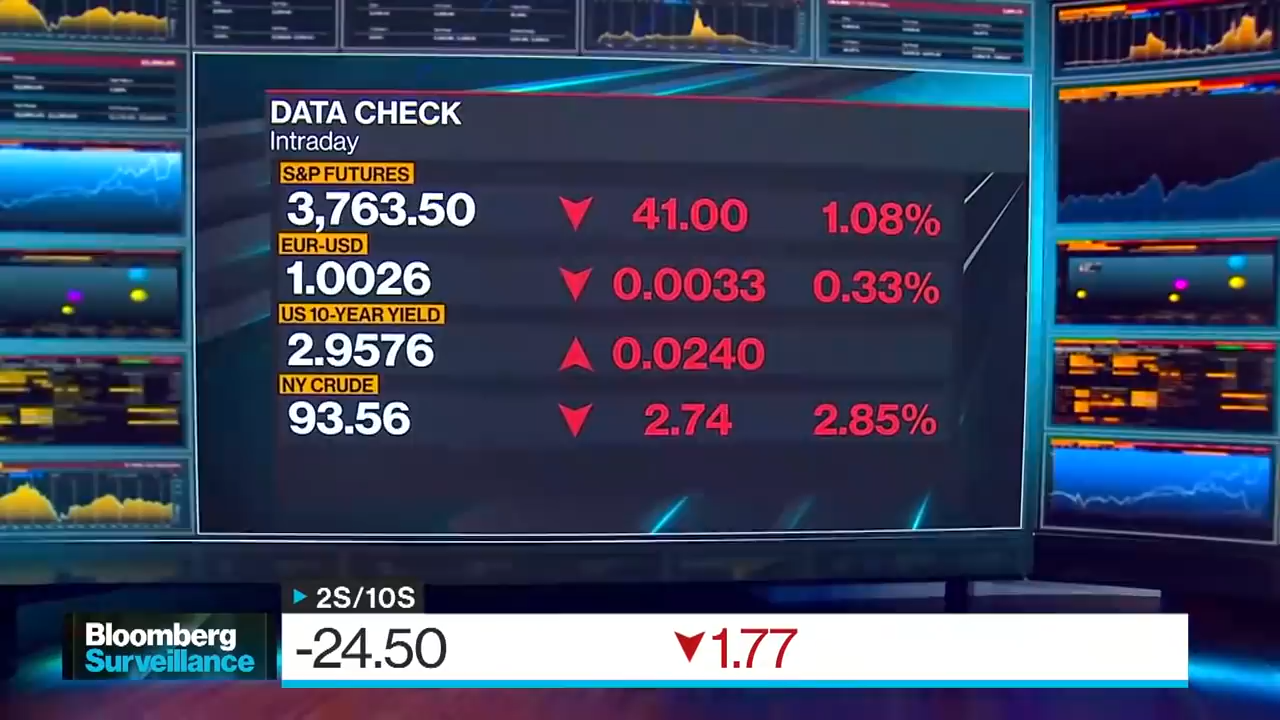 DATA CHECK
Intraday
S&P FUTURES
3,763.50 ▼ 41.00 1.08%
EUR-USD
1.0026 ▼ 0.0033 0.33%
US 10-YEAR YIELD
2.9576 ▲ 0.0240
NY CRUDE
93.56 ▼ 2.74 2.85%
▶ 2S/10S
-24.50 ▼1.77
Bloomberg
Surveillance